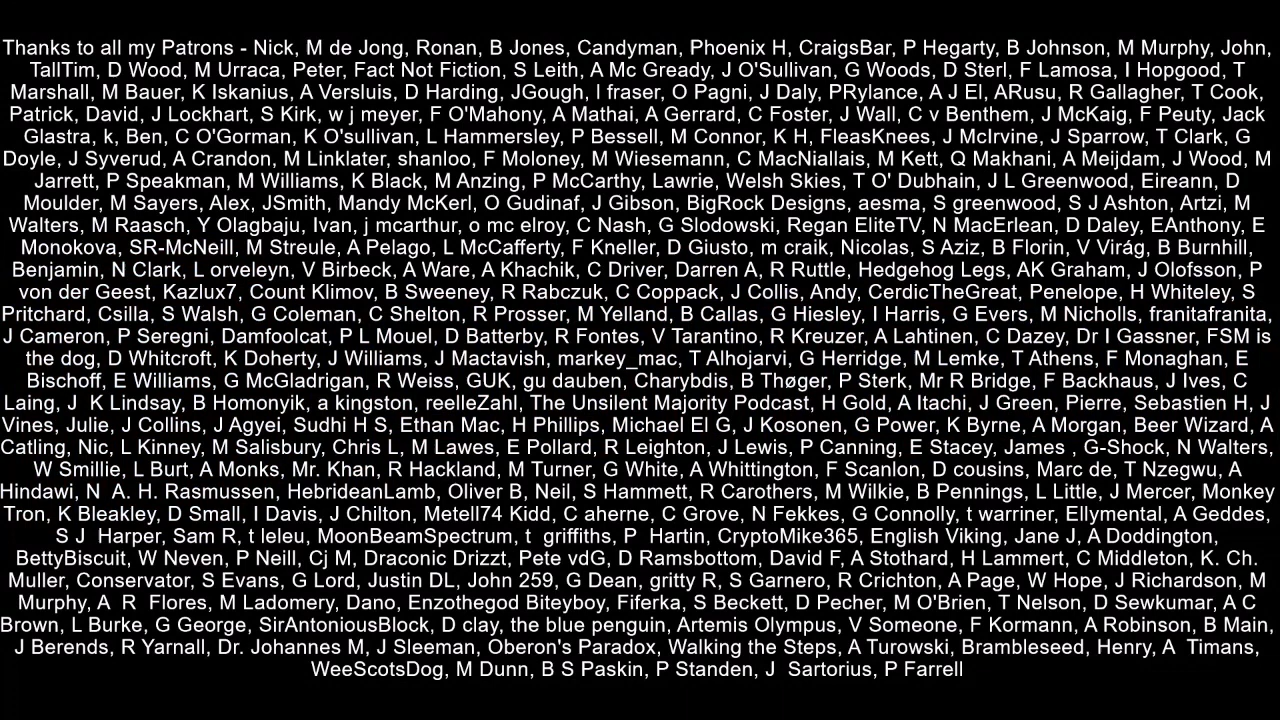 Thanks to all my Patrons - Nick, M de Jong, Ronan, B Jones, Candyman, Phoenix H, CraigsBar, P Hegarty, B Johnson, M Murphy, John,
TallTim, D Wood, M Urraca, Peter, Fact Not Fiction, S Leith, A Mc Gready, J O'Sullivan, G Woods, D Sterl, F Lamosa, I Hopgood, T
Marshall, M Bauer, K Iskanius, A Versluis, D Harding, JGough, l fraser, O Pagni, J Daly, PRylance, A J El, ARusu, R Gallagher, T Cook,
Patrick, David, J Lockhart, S Kirk, w j meyer, F O'Mahony, A Mathai, A Gerrard, C Foster, J Wall, C v Benthem, J McKaig, F Peuty, Jack
Glastra, k, Ben, C O'Gorman, K O'sullivan, L Hammersley, P Bessell, M Connor, K H, FleasKnees, J McIrvine, J Sparrow, T Clark, G
Doyle, J Syverud, A Crandon, M Linklater, shanloo, F Moloney, M Wiesemann, C MacNiallais, M Kett, Q Makhani, A Meijdam, J Wood, M
Jarrett, P Speakman, M Williams, K Black, M Anzing, P McCarthy, Lawrie, Welsh Skies, T O' Dubhain, J L Greenwood, Eireann, D
Moulder, M Sayers, Alex, JSmith, Mandy McKerl, O Gudinaf, J Gibson, BigRock Designs, aesma, S greenwood, S J Ashton, Artzi, M
Walters, M Raasch, Y Olagbaju, Ivan, j mcarthur, o mc elroy, C Nash, G Slodowski, Regan EliteTV, N MacErlean, D Daley, EAnthony, E
Monokova, SR-McNeill, M Streule, A Pelago, L McCafferty, F Kneller, D Giusto, m craik, Nicolas, S Aziz, B Florin, V Virág, B Burnhill,
Benjamin, N Clark, L orveleyn, V Birbeck, A Ware, A Khachik, C Driver, Darren A, R Ruttle, Hedgehog Legs, AK Graham, J Olofsson, P
von der Geest, Kazlux7, Count Klimov, B Sweeney, R Rabczuk, C Coppack, J Collis, Andy, CerdicTheGreat, Penelope, H Whiteley, S
Pritchard, Csilla, S Walsh, G Coleman, C Shelton, R Prosser, M Yelland, B Callas, G Hiesley, I Harris, G Evers, M Nicholls, franitafranita,
J Cameron, P Seregni, Damfoolcat, P L Mouel, D Batterby, R Fontes, V Tarantino, R Kreuzer, A Lahtinen, C Dazey, Dr I Gassner, FSM is
the dog, D Whitcroft, K Doherty, J Williams, J Mactavish, markey_mac, T Alhojarvi, G Herridge, M Lemke, T Athens, F Monaghan, E
Bischoff, E Williams, G McGladrigan, R Weiss, GUK, gu dauben, Charybdis, B Thøger, P Sterk, Mr R Bridge, F Backhaus, J Ives, C
Laing, J  K Lindsay, B Homonyik, a kingston, reelleZahl, The Unsilent Majority Podcast, H Gold, A Itachi, J Green, Pierre, Sebastien H, J
Vines, Julie, J Collins, J Agyei, Sudhi H S, Ethan Mac, H Phillips, Michael El G, J Kosonen, G Power, K Byrne, A Morgan, Beer Wizard, A
Catling, Nic, L Kinney, M Salisbury, Chris L, M Lawes, E Pollard, R Leighton, J Lewis, P Canning, E Stacey, James , G-Shock, N Walters,
W Smillie, L Burt, A Monks, Mr. Khan, R Hackland, M Turner, G White, A Whittington, F Scanlon, D cousins, Marc de, T Nzegwu, A
Hindawi, N  A. H. Rasmussen, HebrideanLamb, Oliver B, Neil, S Hammett, R Carothers, M Wilkie, B Pennings, L Little, J Mercer, Monkey
Tron, K Bleakley, D Small, I Davis, J Chilton, Metell74 Kidd, C aherne, C Grove, N Fekkes, G Connolly, t warriner, Ellymental, A Geddes,
S J  Harper, Sam R, t leleu, MoonBeamSpectrum, t  griffiths, P  Hartin, CryptoMike365, English Viking, Jane J, A Doddington,
BettyBiscuit, W Neven, P Neill, Cj M, Draconic Drizzt, Pete vdG, D Ramsbottom, David F, A Stothard, H Lammert, C Middleton, K. Ch.
Muller, Conservator, S Evans, G Lord, Justin DL, John 259, G Dean, gritty R, S Garnero, R Crichton, A Page, W Hope, J Richardson, M
Murphy, A  R  Flores, M Ladomery, Dano, Enzothegod Biteyboy, Fiferka, S Beckett, D Pecher, M O'Brien, T Nelson, D Sewkumar, A C
Brown, L Burke, G George, SirAntoniousBlock, D clay, the blue penguin, Artemis Olympus, V Someone, F Kormann, A Robinson, B Main,
J Berends, R Yarnall, Dr. Johannes M, J Sleeman, Oberon's Paradox, Walking the Steps, A Turowski, Brambleseed, Henry, A  Timans,
WeeScotsDog, M Dunn, B S Paskin, P Standen, J  Sartorius, P Farrell